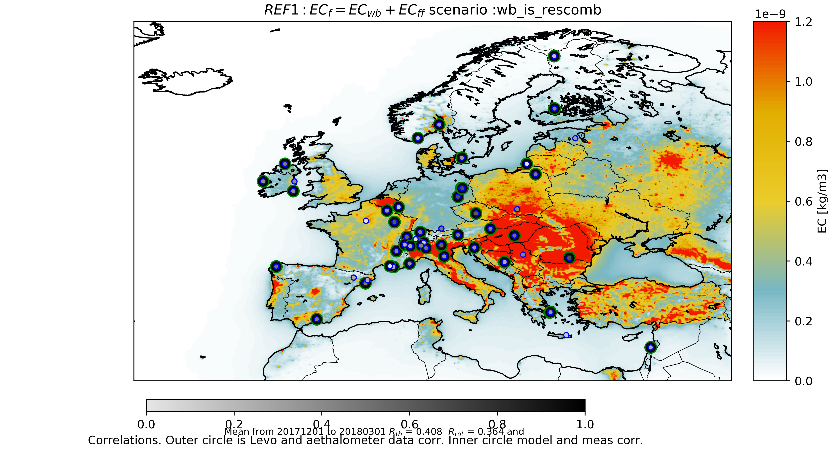 REF1 : EC_f = EC_wb + EC_ff scenario :wb_is_rescomb
1e−9
1.2
1.0
0.8
0.6
0.4
0.2
0.0
EC [kg/m3]
0.0 0.2 0.4 0.6 0.8 1.0
Mean from 20171201 to 20180301 R = 0.408 R = 0.364 and
Correlations. Outer circle is Levo and aethalometer data corr. Inner circle model and meas corr.